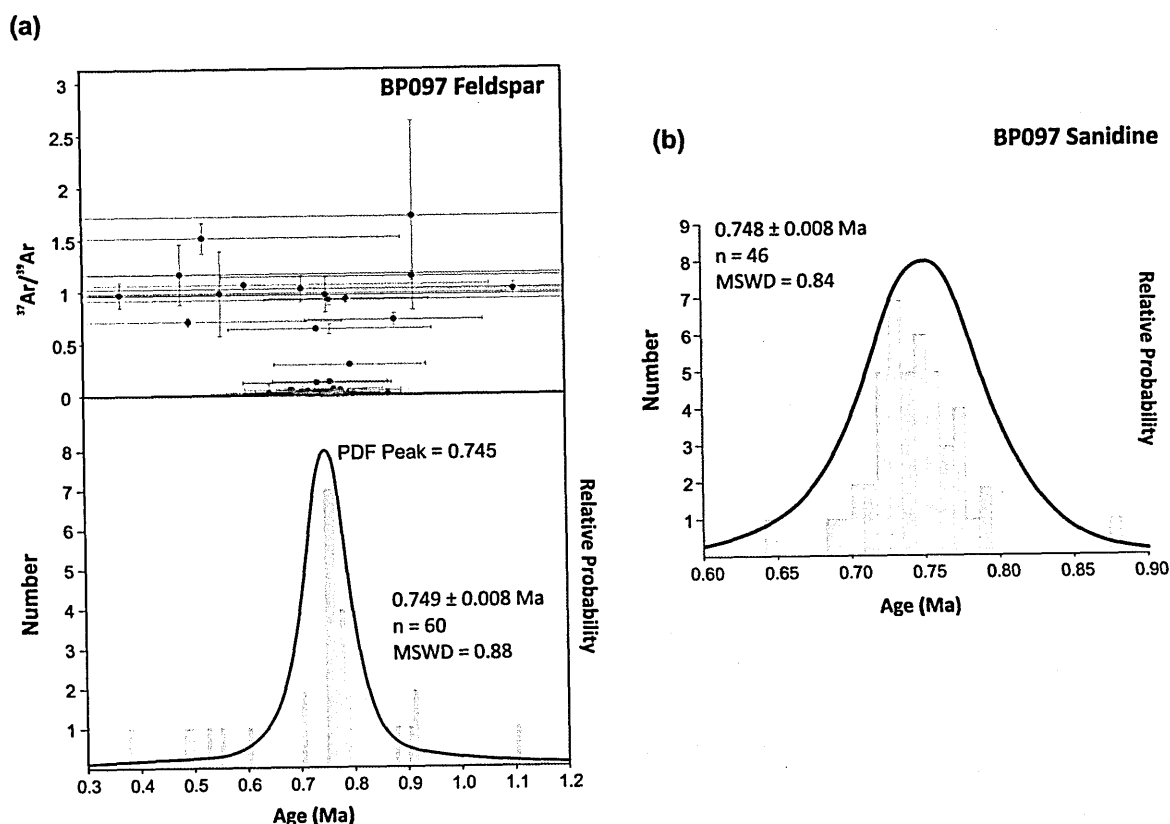 (a)
BP097 Feldspar
3
2.5
2
1.5
1
0.5
0
³⁷Ar/³⁹Ar
PDF Peak = 0.745
0.749 ± 0.008 Ma
n = 60
MSWD = 0.88
8
7
6
5
4
3
2
1
Number
Relative Probability
0.3 0.4 0.5 0.6 0.7 0.8 0.9 1.0 1.1 1.2
Age (Ma)
(b)
BP097 Sanidine
0.748 ± 0.008 Ma
n = 46
MSWD = 0.84
9
8
7
6
5
4
3
2
1
Number
Relative Probability
0.60 0.70 0.75 0.80 0.85 0.90
Age (Ma)